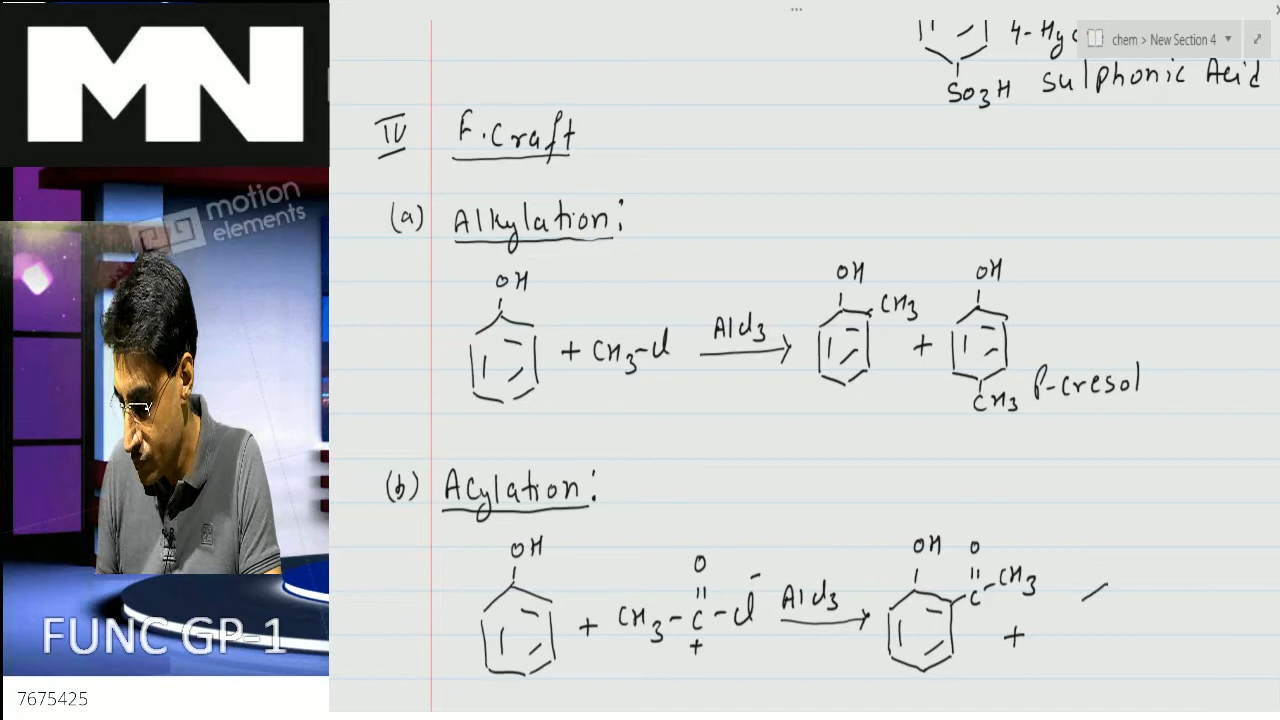 MN
motion
elements
FUNC GP-1
7675425
chem > New Section 4
4-Hyd
SO3H Sulphonic Acid
IV F.Craft
(a) Alkylation:
OH
+ CH3-Cl AlCl3
OH
CH3
+
OH
CH3 P-cresol
(b) Acylation:
OH
+ CH3-C-Cl AlCl3
O
+
-
OH
O
C CH3
+